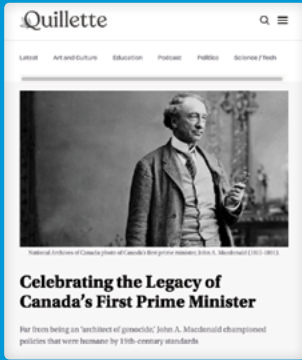 Quillette
Latest Art and Culture Education Podcast Politics Science / Tech
National Archives of Canada photo of Canada's first prime minister, John A. Macdonald (1815–1891).
Celebrating the Legacy of
Canada's First Prime Minister
Far from being an 'architect of genocide,' John A. Macdonald championed
policies that were humane by 19th-century standards